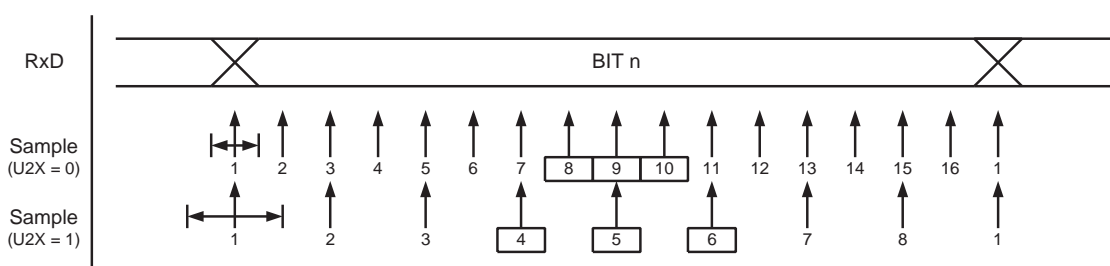 RxD
BIT n
Sample
(U2X = 0)
1 2 3 4 5 6 7 8 9 10 11 12 13 14 15 16 1
Sample
(U2X = 1)
1 2 3 4 5 6 7 8 1